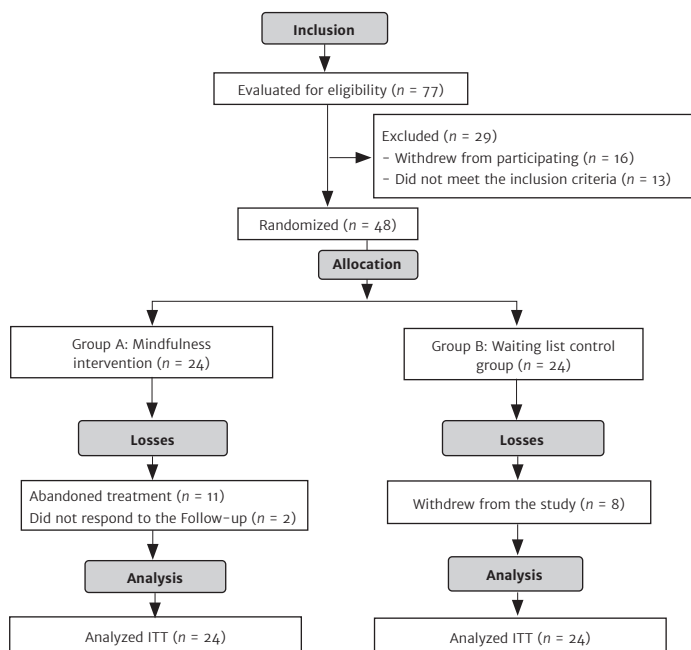 Inclusion
Evaluated for eligibility (n = 77)
Excluded (n = 29)
- Withdrew from participating (n = 16)
- Did not meet the inclusion criteria (n = 13)
Randomized (n = 48)
Allocation
Group A: Mindfulness
intervention (n = 24)
Group B: Waiting list control
group (n = 24)
Losses
Losses
Abandoned treatment (n = 11)
Did not respond to the Follow-up (n = 2)
Withdrew from the study (n = 8)
Analysis
Analysis
Analyzed ITT (n = 24)
Analyzed ITT (n = 24)